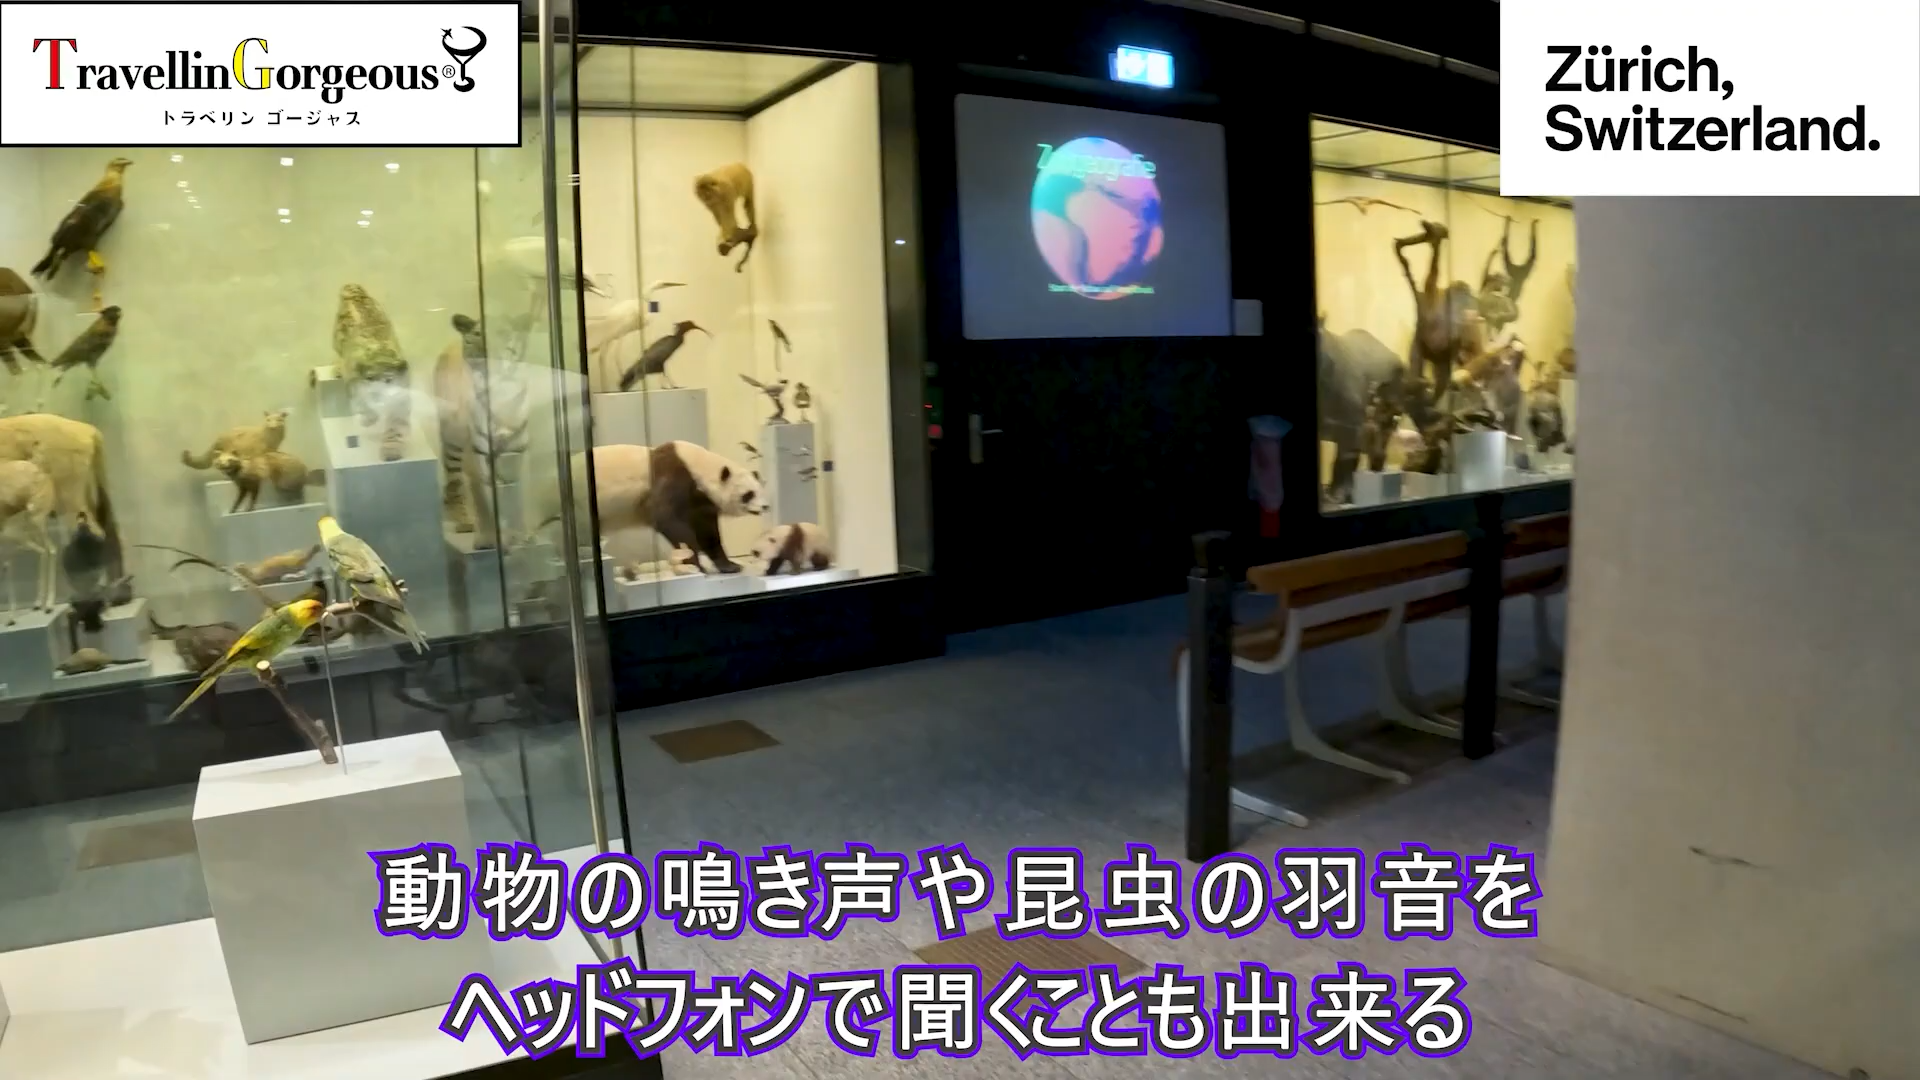 TravellinGorgeous®
トラベリン ゴージャス
Zürich,
Switzerland.
Zoogeografie
動物の鳴き声や昆虫の羽音を
ヘッドフォンで聞くことも出来る